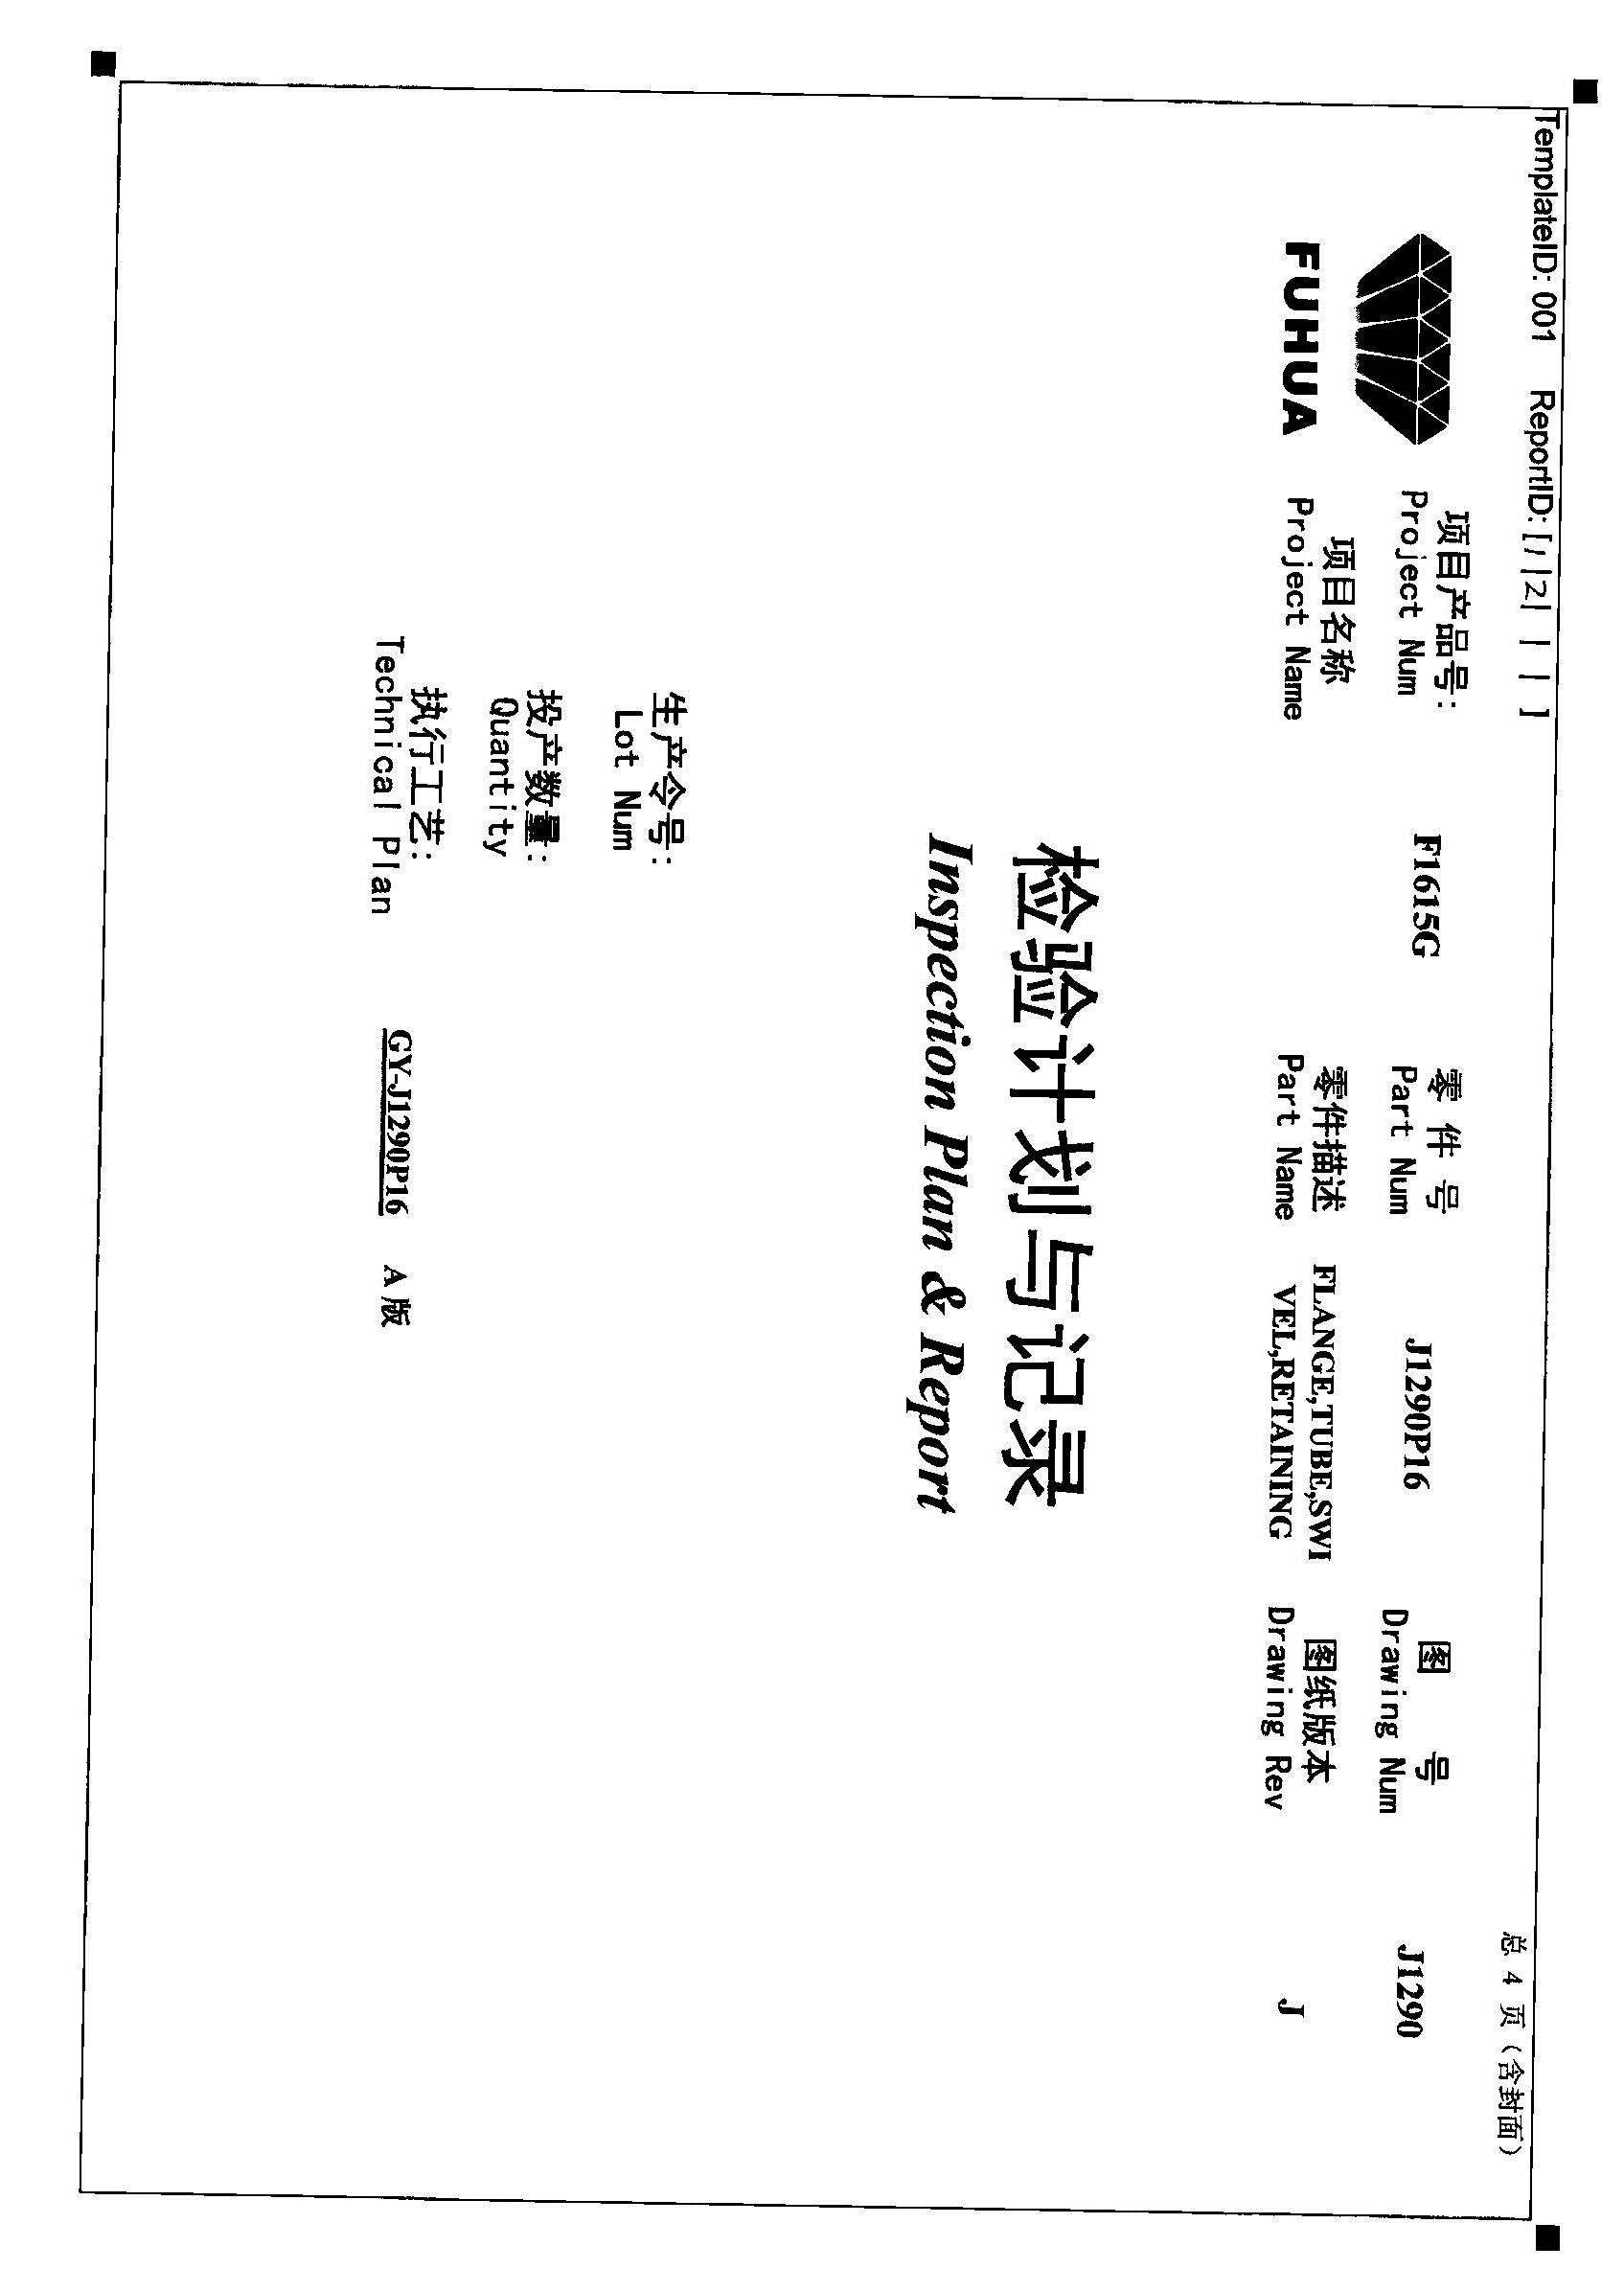 TemplateID: 001 ReportID: [1|2| | | | ]
总 4 页（含封面）
FUHUA
项目产品号: F1615G 零 件 号 J1290P16 图 号 J1290
Project Num Part Num Drawing Num
项目名称 零件描述 FLANGE,TUBE,SWI 图纸版本 J
Project Name Part Name VEL,RETAINING Drawing Rev
检验计划与记录
Inspection Plan & Report
生产令号:
Lot Num
投产数量:
Quantity
执行工艺: GY-J1290P16 A 版
Technical Plan